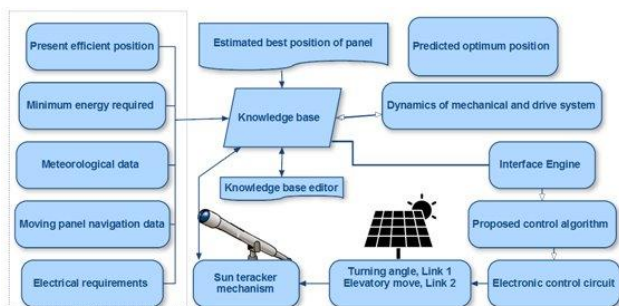 Present efficient position
Minimum energy required
Meteorological data
Moving panel navigation data
Electrical requirements
Estimated best position of panel
Knowledge base
Knowledge base editor
Sun teracker
mechanism
Predicted optimum position
Dynamics of mechanical and drive system
Interface Engine
Proposed control algorithm
Electronic control circuit
Turning angle, Link 1
Elevatory move, Link 2